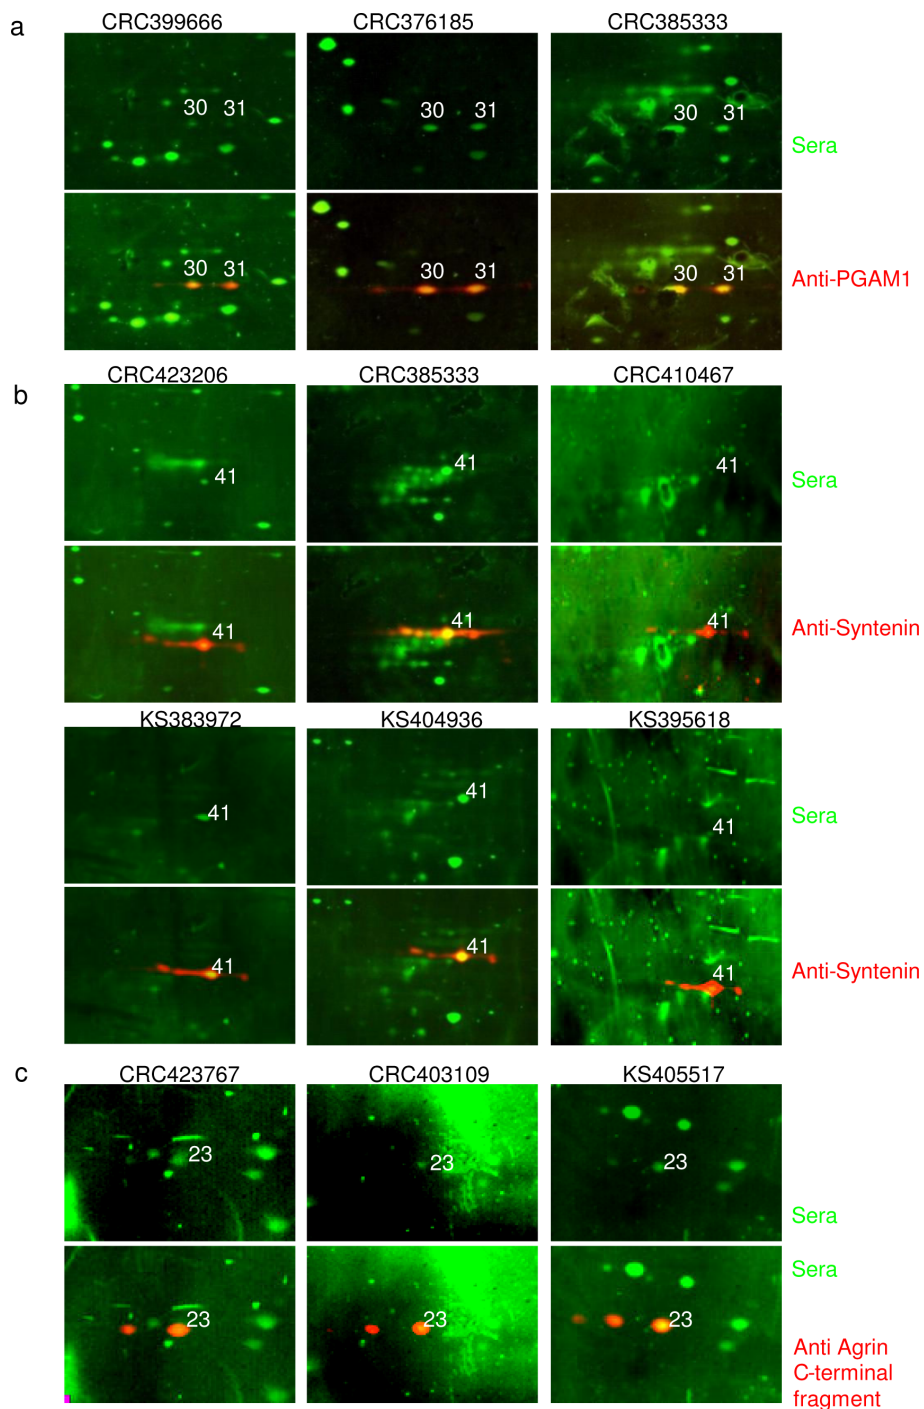 a
CRC399666 CRC376185 CRC385333
30 31 30 31 30 31
Sera
30 31 30 31 30 31
Anti-PGAM1
b
CRC423206 CRC385333 CRC410467
41 41 41
Sera
41 41 41
Anti-Syntenin
KS383972 KS404936 KS395618
41 41 41
Sera
41 41 41
Anti-Syntenin
c
CRC423767 CRC403109 KS405517
23 23 23
Sera
Sera
23 23 23
Anti Agrin
C-terminal
fragment